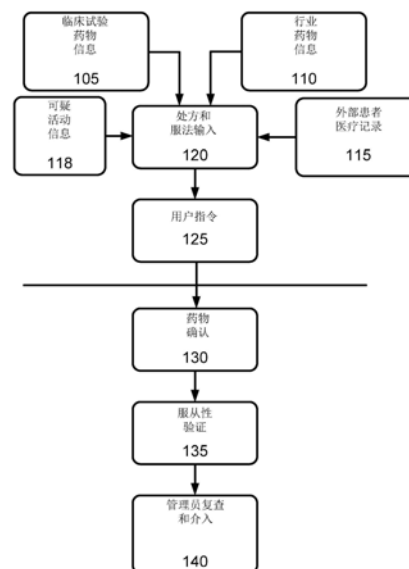 临床试验
药物
信息
105
行业
药物
信息
110
可疑
活动
信息
118
处方和
服法输入
120
外部患者
医疗记录
115
用户指令
125
药物
确认
130
服从性
验证
135
管理员复查
和介入
140